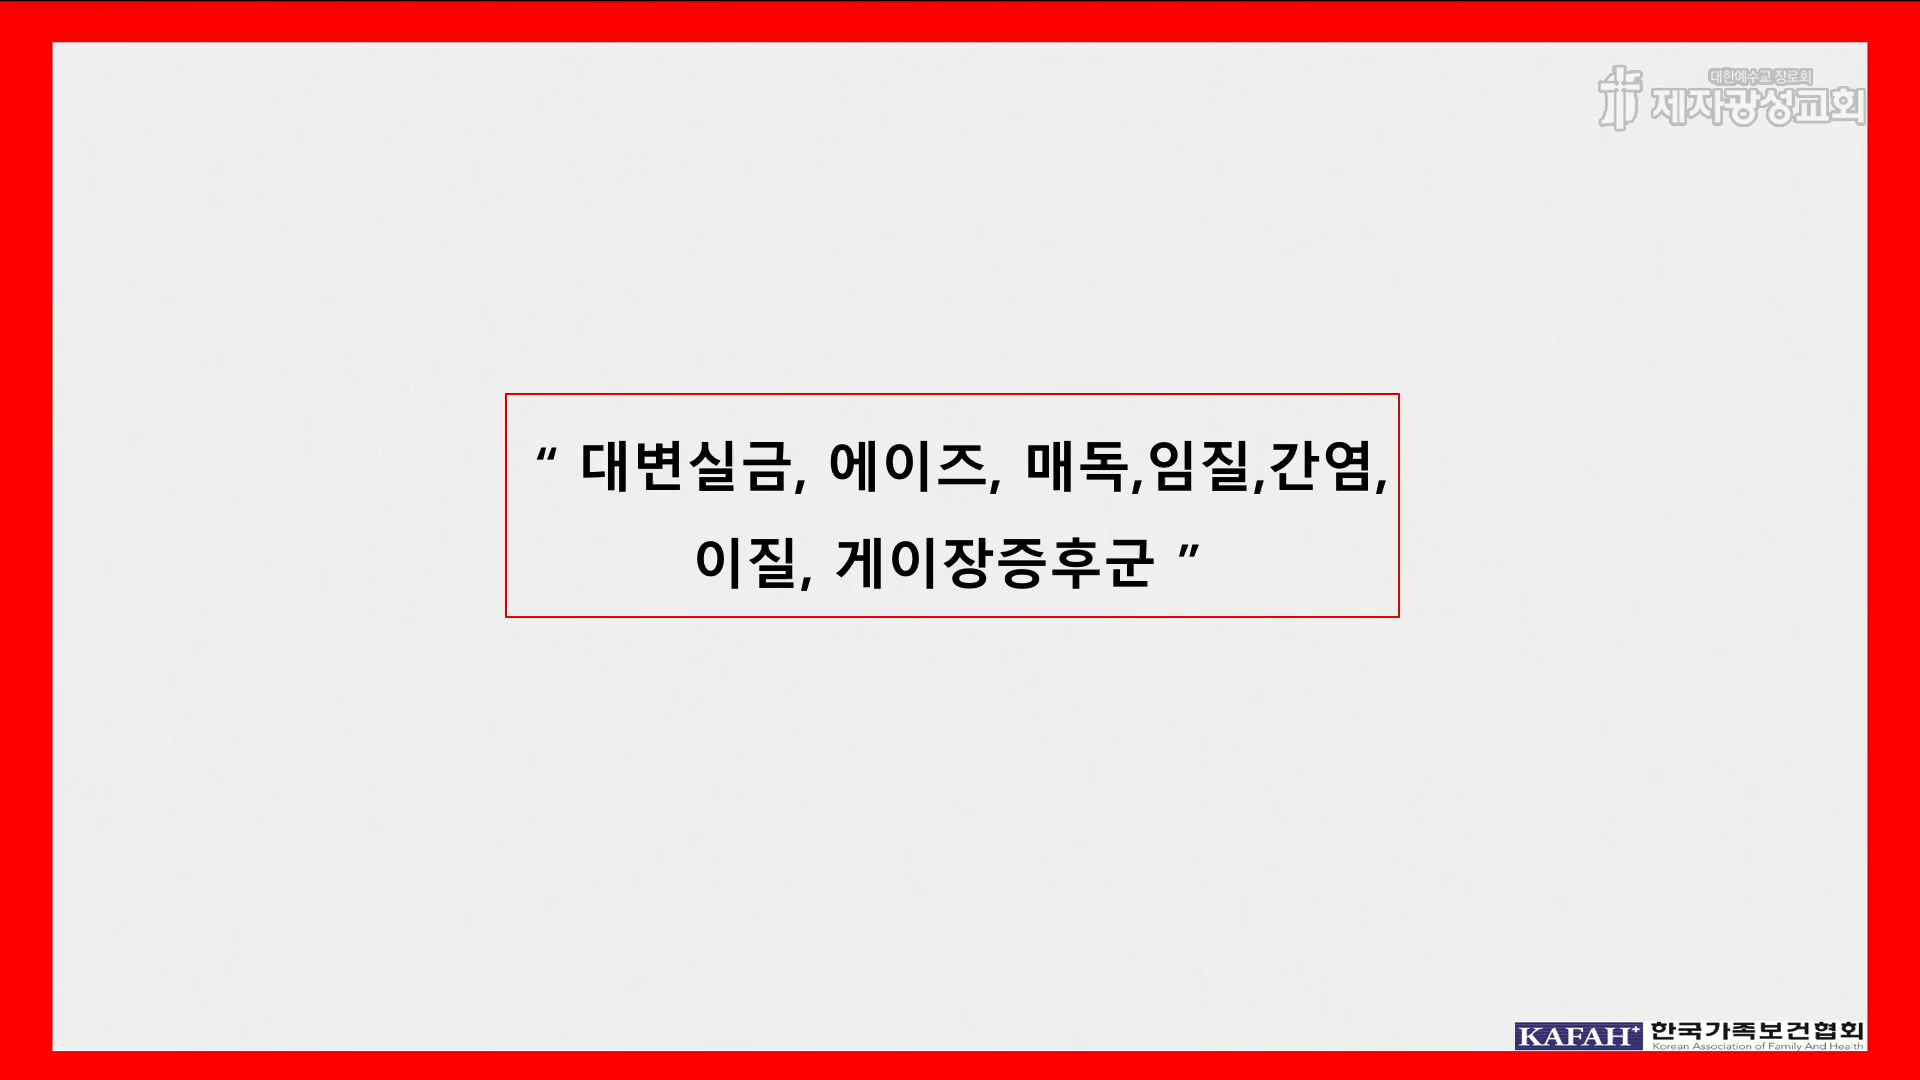 대한예수교 장로회
제자광성교회
“ 대변실금, 에이즈, 매독,임질,간염,
이질, 게이장증후군 ”
KAFAH+ 한국가족보건협회
Korean Association of Family And Health